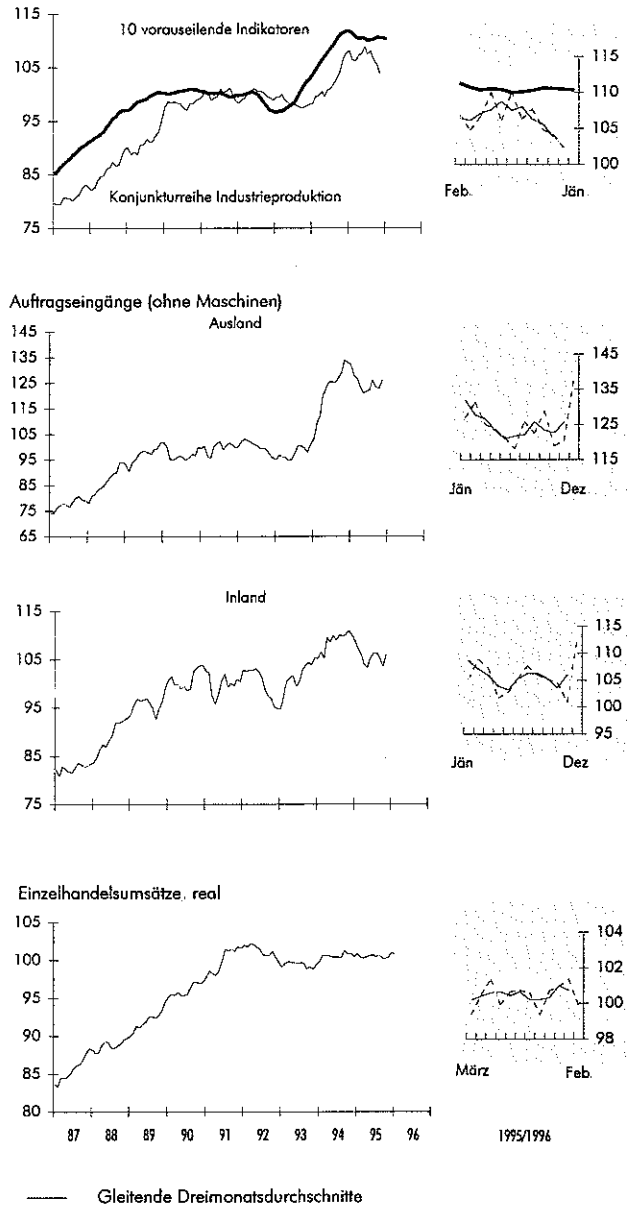 115
10 vorauseilende Indikatoren
105
95
85
Konjunkturreihe Industrieproduktion
75
115
110
105
100
Feb.
Jän.
Auftragseingänge (ohne Maschinen)
Ausland
145
135
125
115
105
95
85
75
65
145
135
125
115
Jän
Dez
Inland
115
105
95
85
75
115
110
105
100
95
Jän
Dez
Einzelhandelsumsätze, real
105
100
95
90
85
80
87 88 89 90 91 92 93 94 95 96
104
102
100
98
März
Feb.
1995/1996
Gleitende Dreimonatsdurchschnitte